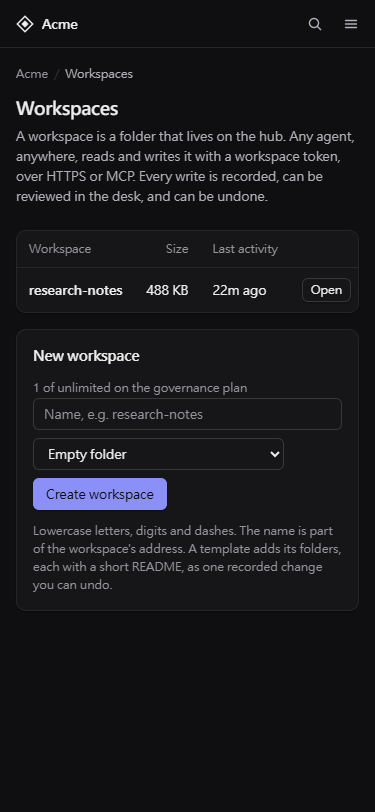 Acme
Acme / Workspaces
Workspaces
A workspace is a folder that lives on the hub. Any agent,
anywhere, reads and writes it with a workspace token,
over HTTPS or MCP. Every write is recorded, can be
reviewed in the desk, and can be undone.
Workspace Size Last activity
research-notes 488 KB 22m ago Open
New workspace
1 of unlimited on the governance plan
Name, e.g. research-notes
Empty folder
Create workspace
Lowercase letters, digits and dashes. The name is part
of the workspace's address. A template adds its folders,
each with a short README, as one recorded change
you can undo.